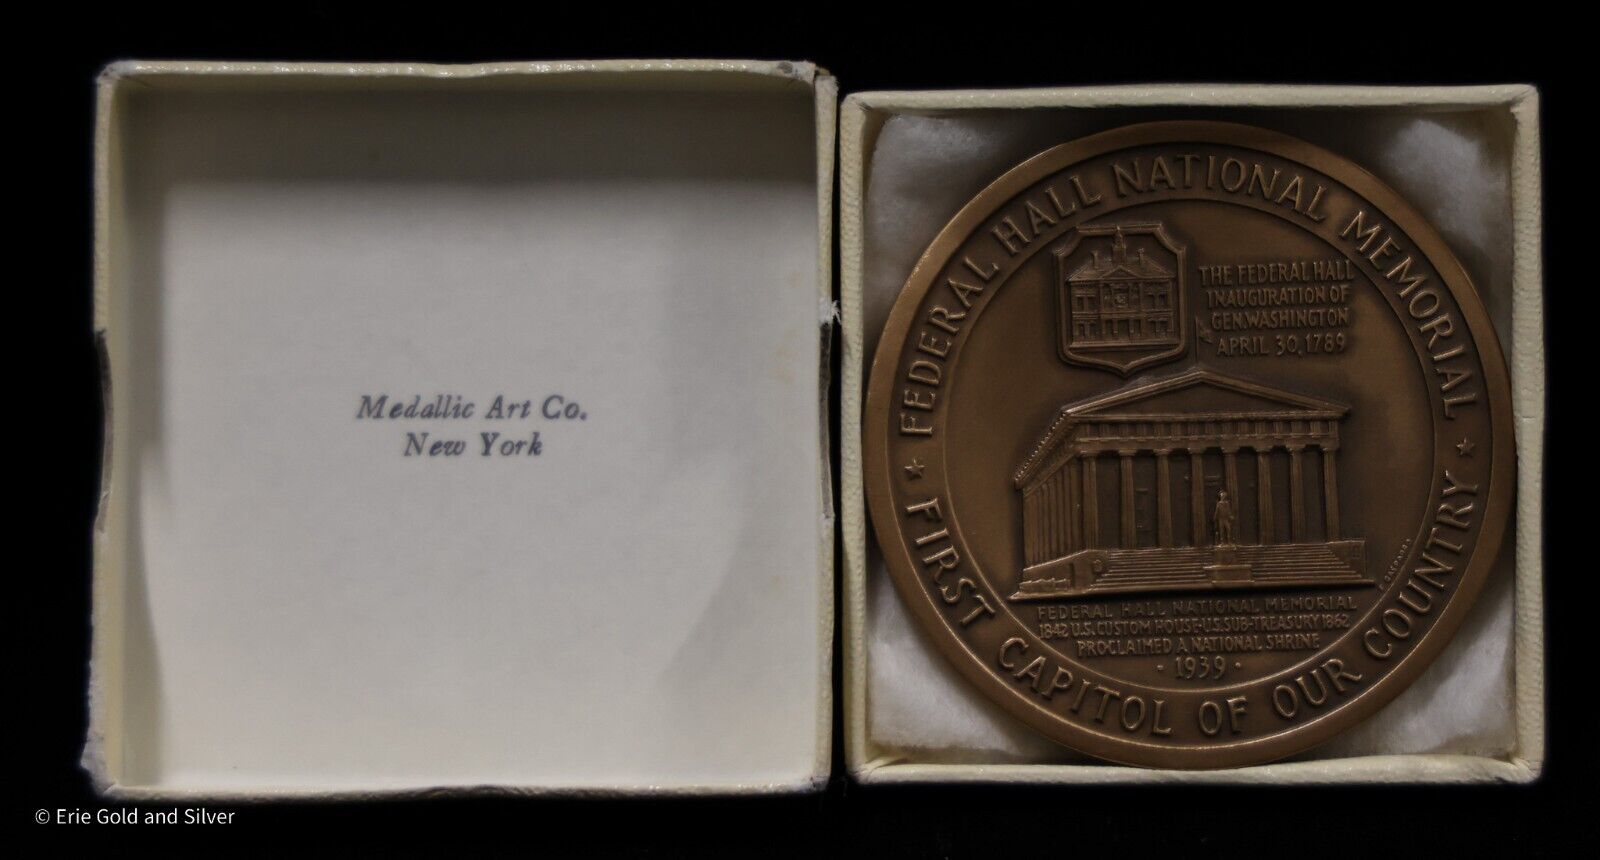 Medallic Art Co.
New York
FEDERAL HALL NATIONAL MEMORIAL
THE FEDERAL HALL
INAUGURATION OF
GEN. WASHINGTON
APRIL 30, 1789
FEDERAL HALL NATIONAL MEMORIAL
1842 U.S. CUSTOM HOUSE-U.S. SUB-TREASURY 1862
PROCLAIMED A NATIONAL SHRINE
- 1939 -
★ FIRST CAPITOL OF OUR COUNTRY ★
© Erie Gold and Silver